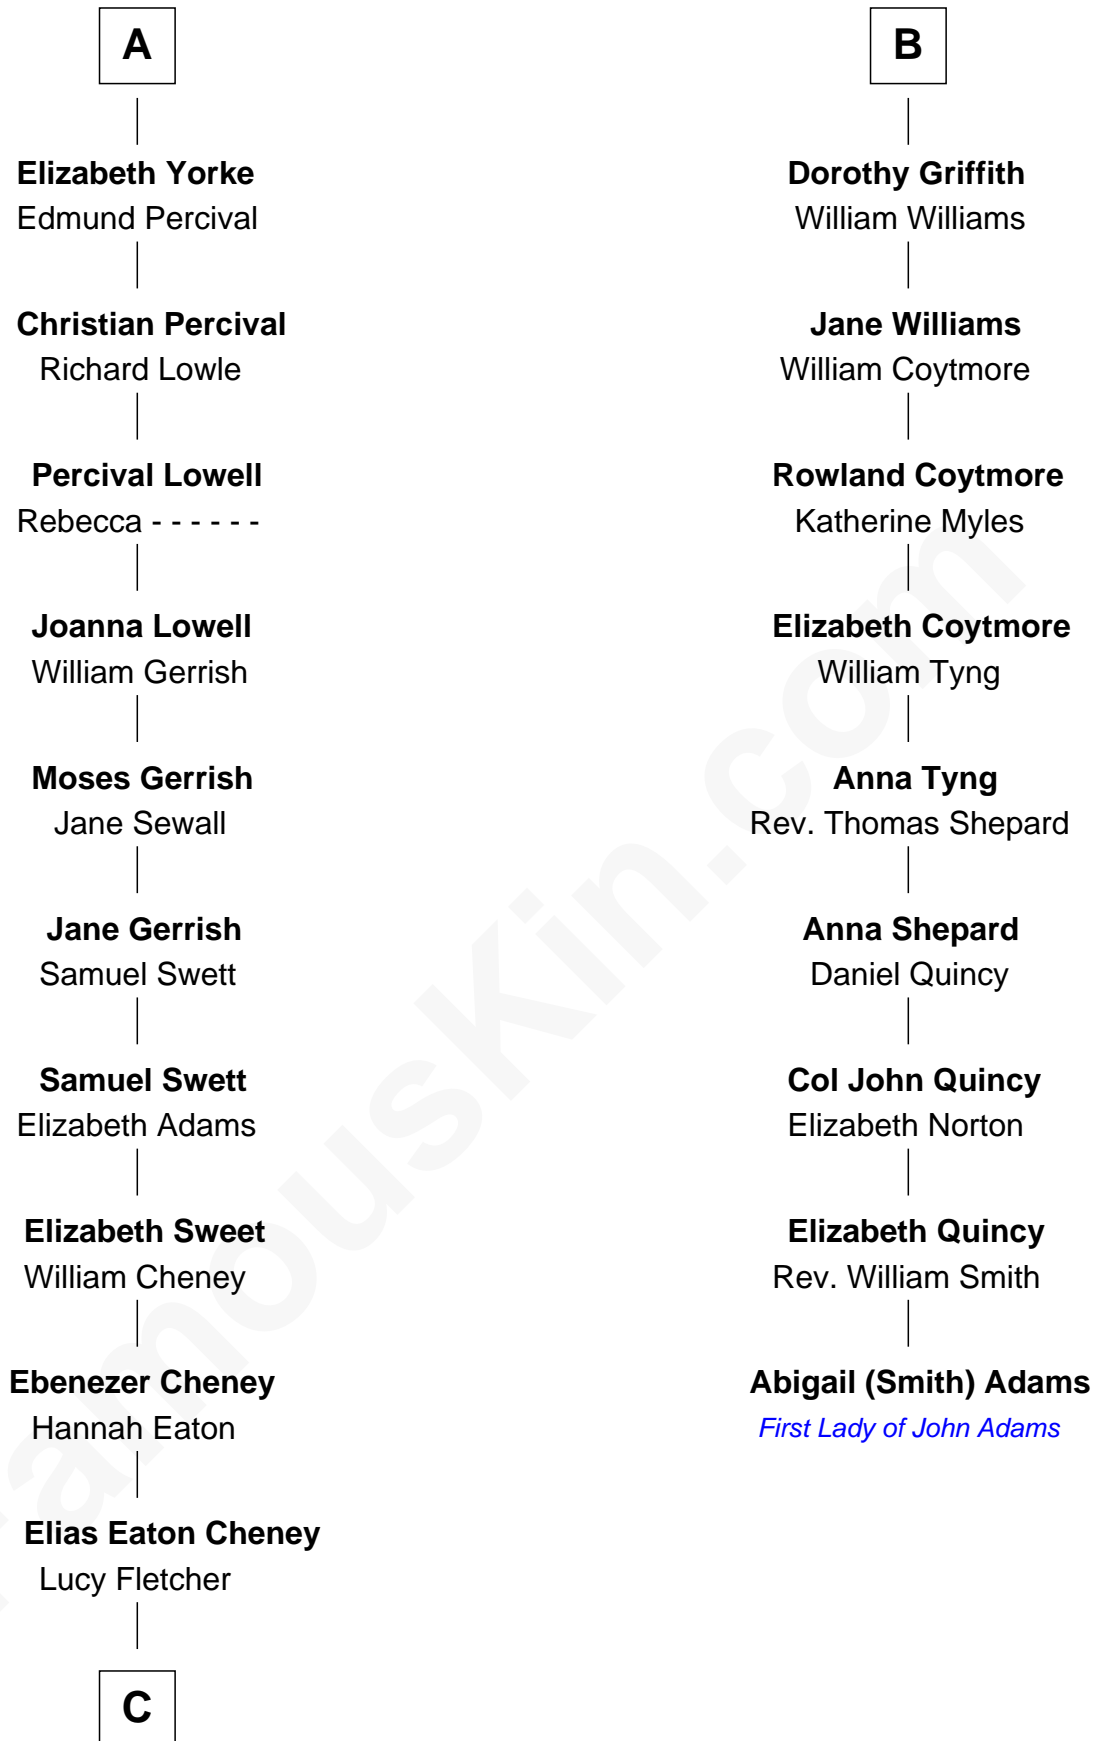 A
Elizabeth Yorke
Edmund Percival
Christian Percival
Richard Lowle
Percival Lowell
Rebecca - - - - - -
Joanna Lowell
William Gerrish
Moses Gerrish
Jane Sewall
Jane Gerrish
Samuel Swett
Samuel Swett
Elizabeth Adams
Elizabeth Sweet
William Cheney
Ebenezer Cheney
Hannah Eaton
Elias Eaton Cheney
Lucy Fletcher
C
B
Dorothy Griffith
William Williams
Jane Williams
William Coytmore
Rowland Coytmore
Katherine Myles
Elizabeth Coytmore
William Tyng
Anna Tyng
Rev. Thomas Shepard
Anna Shepard
Daniel Quincy
Col John Quincy
Elizabeth Norton
Elizabeth Quincy
Rev. William Smith
Abigail (Smith) Adams
First Lady of John Adams
FamousKin.com